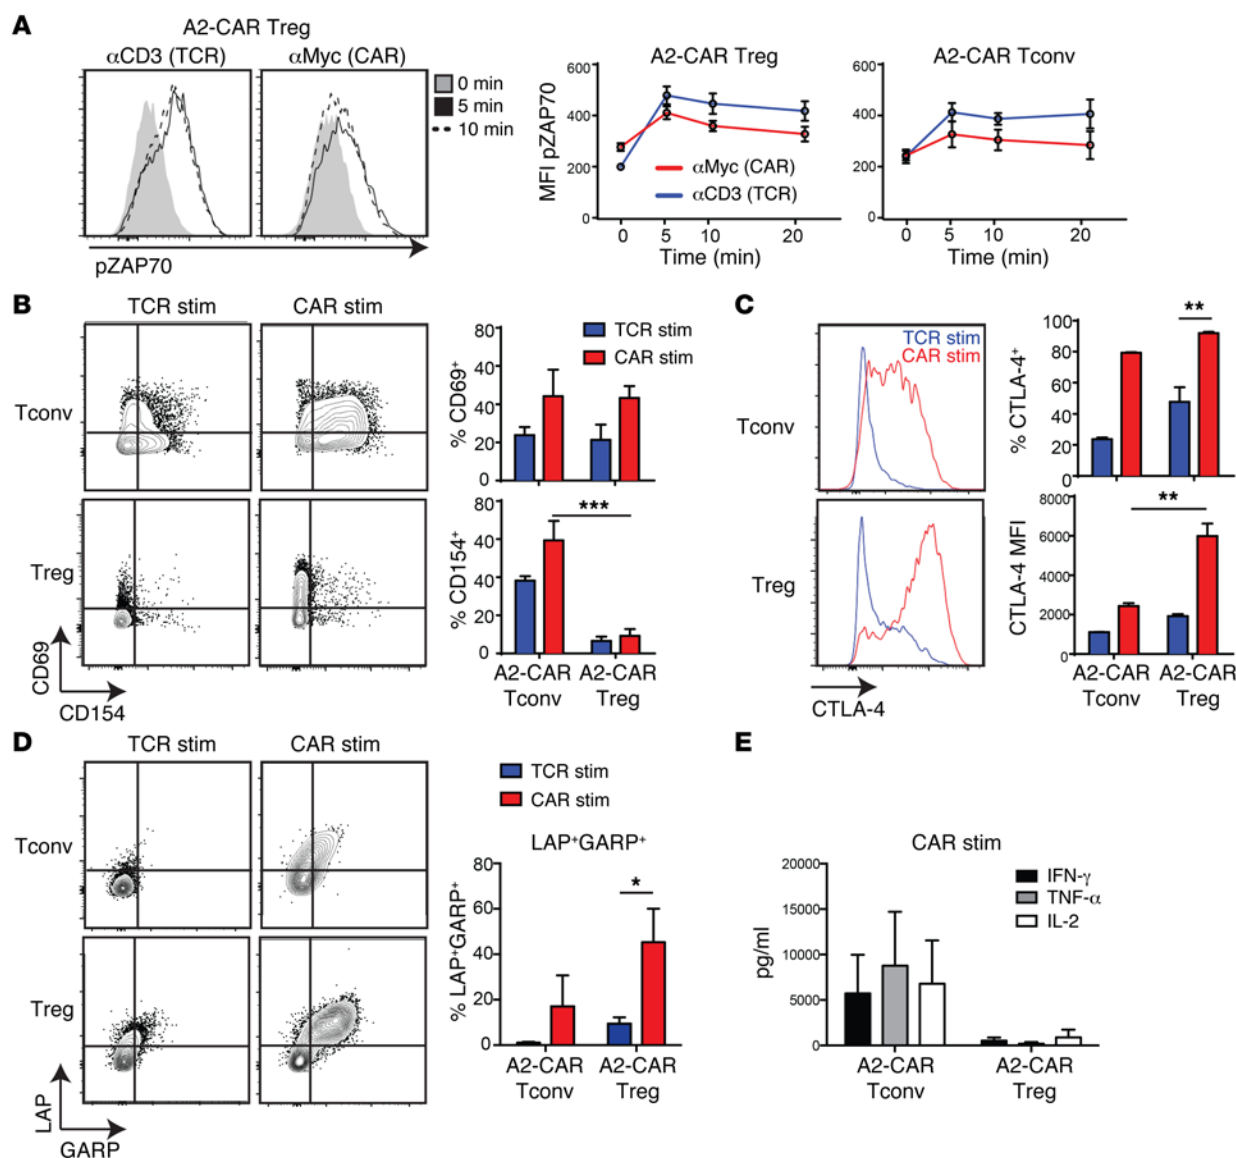 A
A2-CAR Treg
αCD3 (TCR)
αMyc (CAR)
0 min
5 min
10 min
pZAP70
A2-CAR Treg
600
400
200
0
MFI pZAP70
αMyc (CAR)
αCD3 (TCR)
0 5 10 20
Time (min)
A2-CAR Tconv
600
400
200
0
0 5 10 20
Time (min)
B
TCR stim
CAR stim
Tconv
Treg
CD69
CD154
80
40
40
20
0
% CD69+
TCR stim
CAR stim
80
60
40
20
0
% CD154+
***
A2-CAR A2-CAR
Tconv Treg
C
TCR stim
CAR stim
Tconv
Treg
CTLA-4
100
80
60
40
20
0
% CTLA-4+
**
8000
6000
4000
2000
0
CTLA-4 MFI
**
A2-CAR A2-CAR
Tconv Treg
D
TCR stim
CAR stim
Tconv
Treg
LAP
GARP
TCR stim
CAR stim
LAP+GARP+
80
60
40
20
0
% LAP+GARP+
*
A2-CAR A2-CAR
Tconv Treg
E
CAR stim
20000
15000
10000
5000
0
pg/ml
IFN-γ
TNF-α
IL-2
A2-CAR A2-CAR
Tconv Treg